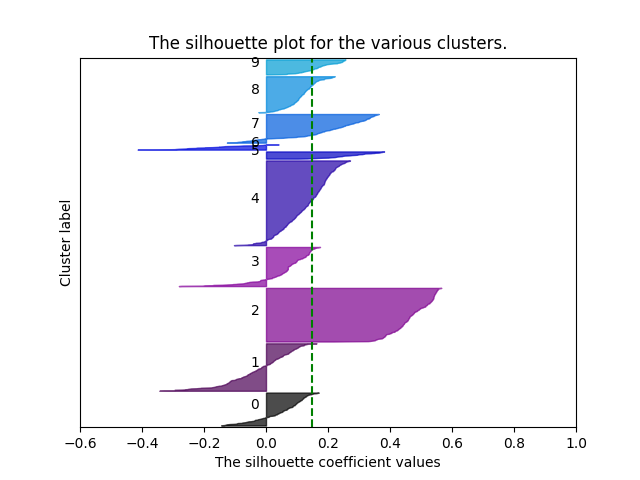 The silhouette plot for the various clusters.
9
8
7
6
5
4
3
2
1
0
Cluster label
−0.6 −0.4 −0.2 0.0 0.2 0.4 0.6 0.8 1.0
The silhouette coefficient values